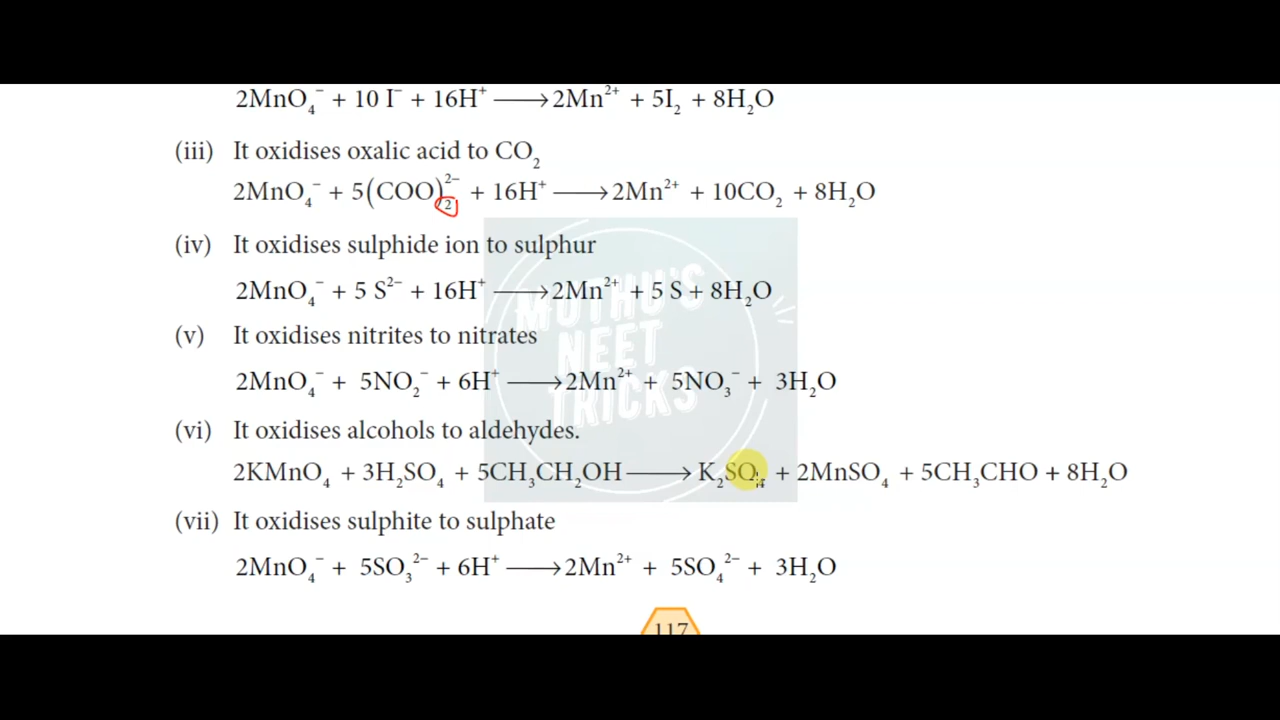 2MnO₄⁻ + 10 I⁻ + 16H⁺ ⟶ 2Mn²⁺ + 5I₂ + 8H₂O
(iii) It oxidises oxalic acid to CO₂
2MnO₄⁻ + 5(COO)₂²⁻ + 16H⁺ ⟶ 2Mn²⁺ + 10CO₂ + 8H₂O
(iv) It oxidises sulphide ion to sulphur
2MnO₄⁻ + 5 S²⁻ + 16H⁺ ⟶ 2Mn²⁺ + 5 S + 8H₂O
(v) It oxidises nitrites to nitrates
2MnO₄⁻ + 5NO₂⁻ + 6H⁺ ⟶ 2Mn²⁺ + 5NO₃⁻ + 3H₂O
(vi) It oxidises alcohols to aldehydes.
2KMnO₄ + 3H₂SO₄ + 5CH₃CH₂OH ⟶ K₂SO₄ + 2MnSO₄ + 5CH₃CHO + 8H₂O
(vii) It oxidises sulphite to sulphate
2MnO₄⁻ + 5SO₃²⁻ + 6H⁺ ⟶ 2Mn²⁺ + 5SO₄²⁻ + 3H₂O
117
MUTHU'S
NEET
TRICKS